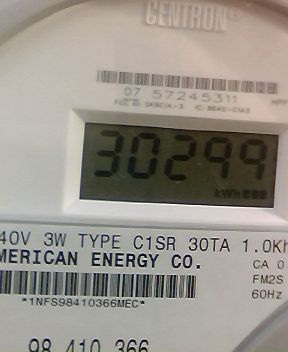 CENTRON®
07 57245311
30299
kWh
40V 3W TYPE C1SR 30TA 1.0Kh
MERICAN ENERGY CO.
CA 0
FM2S
*1NFS98410366MEC*
60Hz
98 410 366